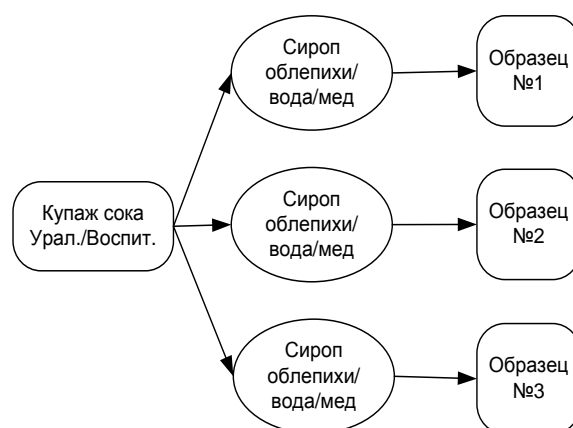 Сироп
облепихи/
вода/мед
Образец
№1
Купаж сока
Урал./Воспит.
Сироп
облепихи/
вода/мед
Образец
№2
Сироп
облепихи/
вода/мед
Образец
№3